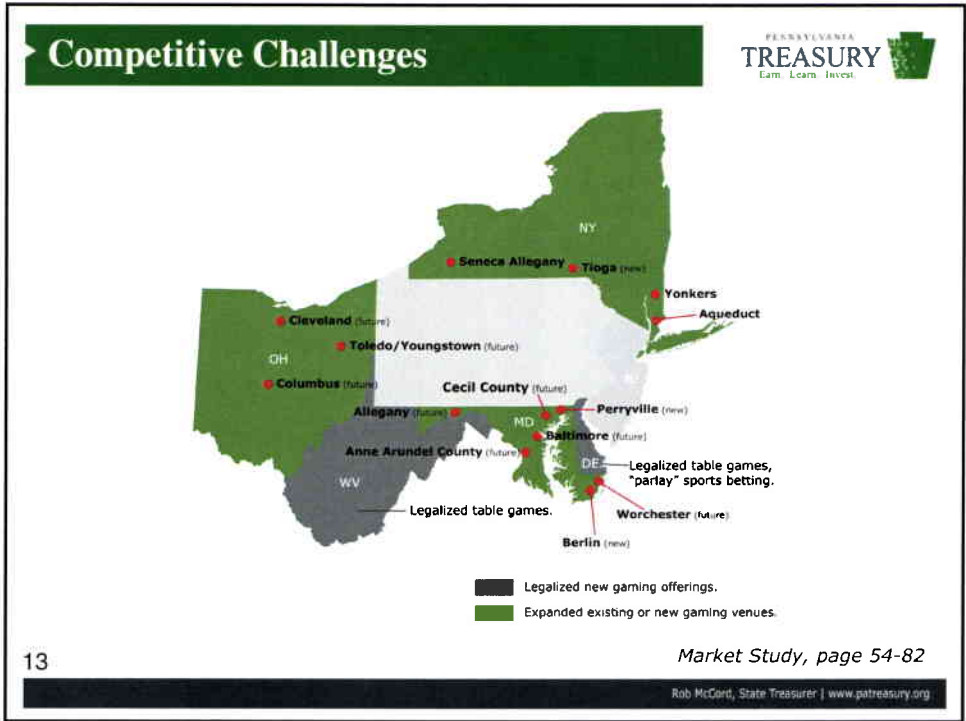 Competitive Challenges
PENNSYLVANIA
TREASURY
Earn. Learn. Invest.
NY
Seneca Allegany
Tioga (new)
Yonkers
Aqueduct
Cleveland (future)
Toledo/Youngstown (future)
OH
Columbus (future)
Cecil County (future)
Allegany (future)
Perryville (new)
MD
Baltimore (future)
Anne Arundel County (future)
DE
Legalized table games,
"parlay" sports betting.
WV
Legalized table games.
Worchester (future)
Berlin (new)
Legalized new gaming offerings.
Expanded existing or new gaming venues.
13
Market Study, page 54-82
Rob McCord, State Treasurer | www.patreasury.org